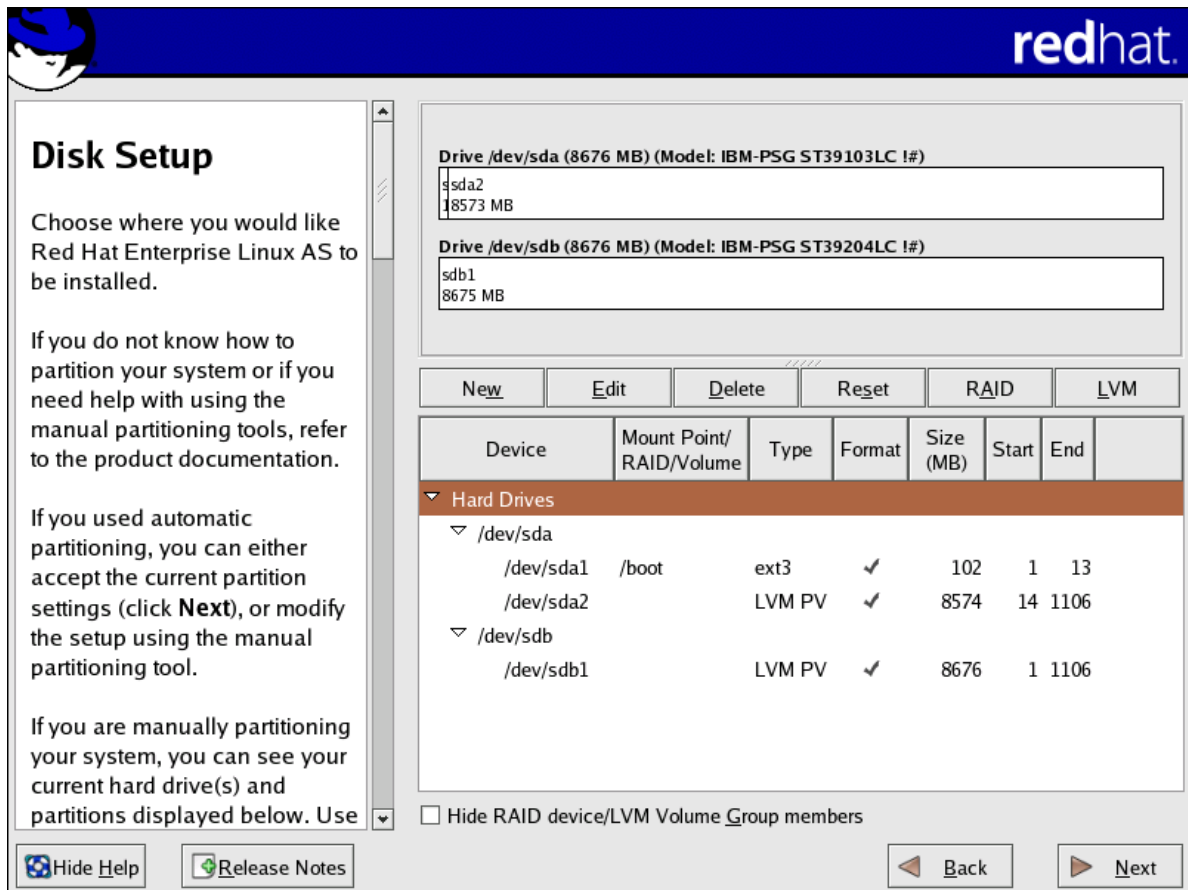 redhat.
Disk Setup
Choose where you would like
Red Hat Enterprise Linux AS to
be installed.
If you do not know how to
partition your system or if you
need help with using the
manual partitioning tools, refer
to the product documentation.
If you used automatic
partitioning, you can either
accept the current partition
settings (click Next), or modify
the setup using the manual
partitioning tool.
If you are manually partitioning
your system, you can see your
current hard drive(s) and
partitions displayed below. Use
Drive /dev/sda (8676 MB) (Model: IBM-PSG ST39103LC !#)
s sda2
1 8573 MB
Drive /dev/sdb (8676 MB) (Model: IBM-PSG ST39204LC !#)
sdb1
8675 MB
New Edit Delete Reset RAID LVM
Device Mount Point/ RAID/Volume Type Format Size (MB) Start End
Hard Drives
/dev/sda
/dev/sda1 /boot ext3 102 1 13
/dev/sda2 LVM PV 8574 14 1106
/dev/sdb
/dev/sdb1 LVM PV 8676 1 1106
Hide RAID device/LVM Volume Group members
Hide Help Release Notes Back Next